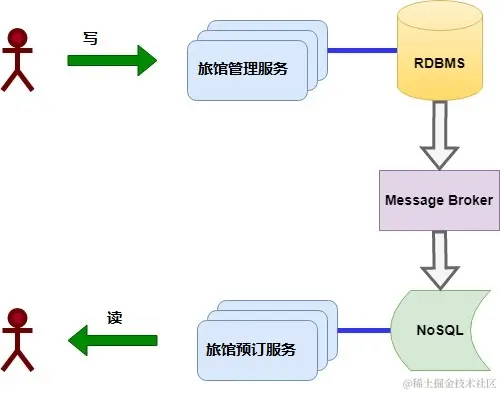 写
旅馆管理服务
RDBMS
Message Broker
读
旅馆预订服务
NoSQL
@稀土掘金技术社区